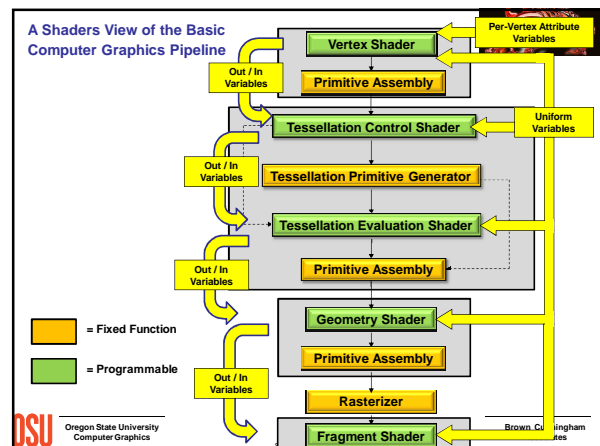 A Shaders View of the Basic
Computer Graphics Pipeline
Per-Vertex Attribute
Variables
Vertex Shader
Out / In
Variables
Primitive Assembly
Uniform
Variables
Tessellation Control Shader
Out / In
Variables
Tessellation Primitive Generator
Tessellation Evaluation Shader
Out / In
Variables
Primitive Assembly
Geometry Shader
= Fixed Function
Primitive Assembly
= Programmable
Out / In
Variables
Rasterizer
OSU
Oregon State University
Computer Graphics
Fragment Shader
Brown Cunningham